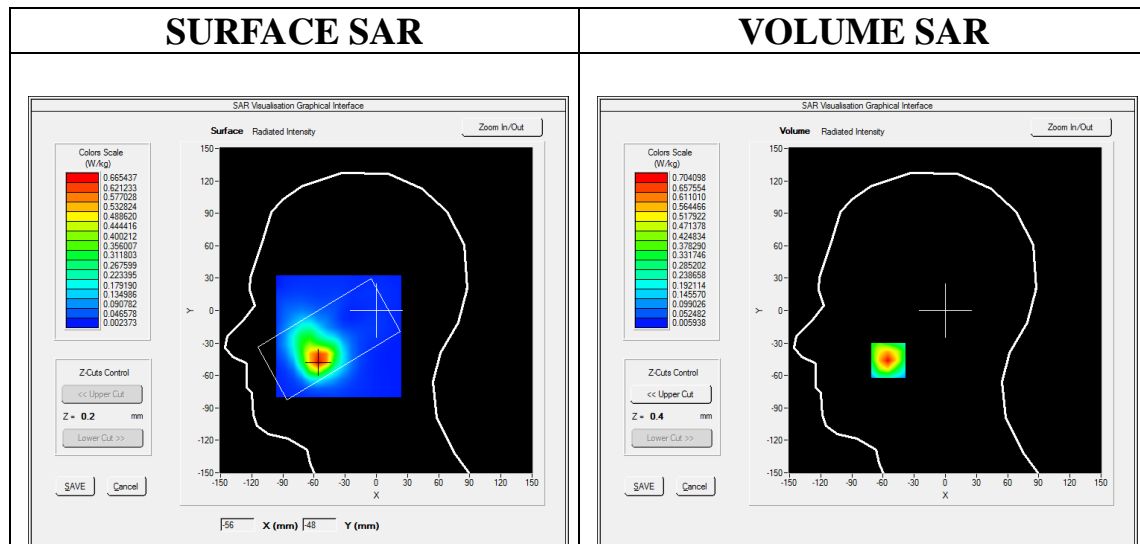 SURFACE SAR
VOLUME SAR
SAR Visualisation Graphical Interface
Surface Radiated Intensity
Zoom In/Out
Colors Scale
(W/kg)
0.665437
0.621233
0.577028
0.532824
0.488620
0.444416
0.400212
0.356007
0.311803
0.267599
0.223395
0.179190
0.134986
0.090782
0.046578
0.002373
150
120
90
60
30
0
-30
-60
-90
-120
-150
Y
-150 -120 -90 -60 -30 0 30 60 90 120 150
X
Z-Cuts Control
<< Upper Cut
Z = 0.2 mm
Lower Cut >>
SAVE Cancel
-56 X (mm) -48 Y (mm)
SAR Visualisation Graphical Interface
Volume Radiated Intensity
Zoom In/Out
Colors Scale
(W/kg)
0.704098
0.657554
0.611010
0.564466
0.517922
0.471378
0.424834
0.378290
0.331746
0.285202
0.238658
0.192114
0.145570
0.099026
0.052482
0.005938
150
120
90
60
30
0
-30
-60
-90
-120
-150
Y
-150 -120 -90 -60 -30 0 30 60 90 120 150
X
Z-Cuts Control
<< Upper Cut
Z = 0.4 mm
Lower Cut >>
SAVE Cancel